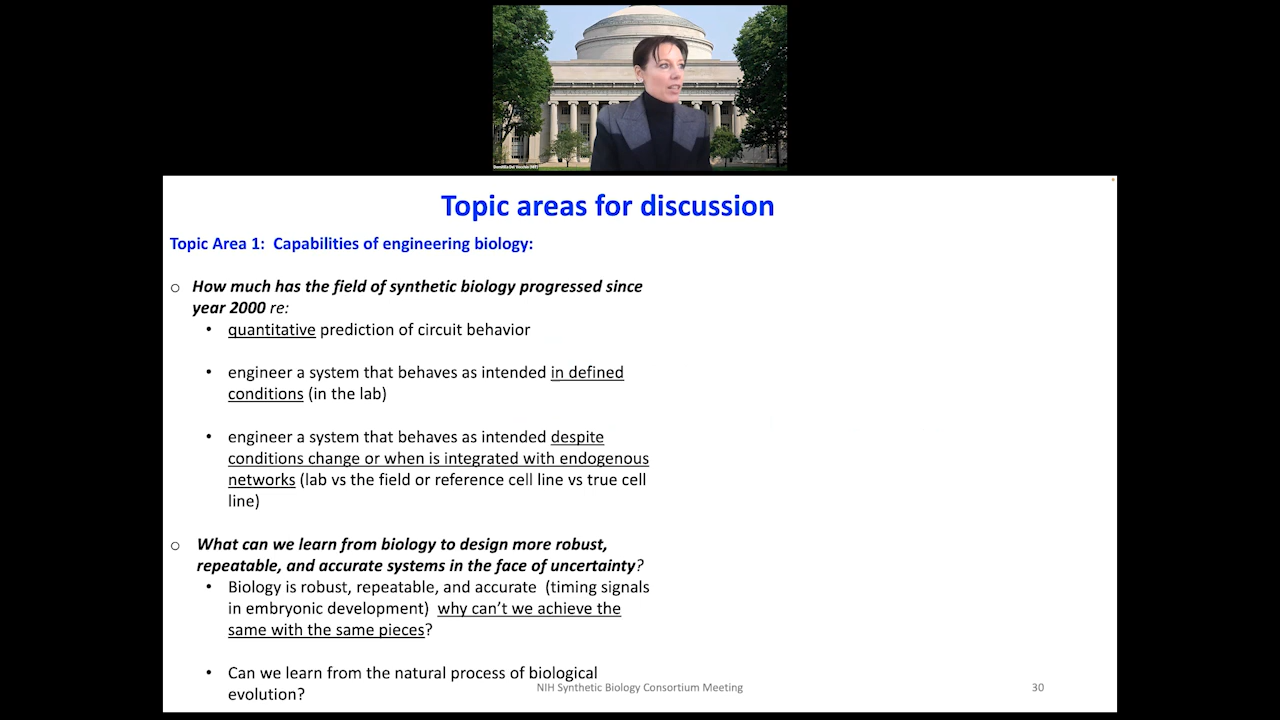 Domitilla Del Vecchio (MIT)
Topic areas for discussion
Topic Area 1: Capabilities of engineering biology:
o How much has the field of synthetic biology progressed since
year 2000 re:
• quantitative prediction of circuit behavior
• engineer a system that behaves as intended in defined
conditions (in the lab)
• engineer a system that behaves as intended despite
conditions change or when is integrated with endogenous
networks (lab vs the field or reference cell line vs true cell
line)
o What can we learn from biology to design more robust,
repeatable, and accurate systems in the face of uncertainty?
• Biology is robust, repeatable, and accurate (timing signals
in embryonic development) why can’t we achieve the
same with the same pieces?
• Can we learn from the natural process of biological
evolution?
NIH Synthetic Biology Consortium Meeting
30